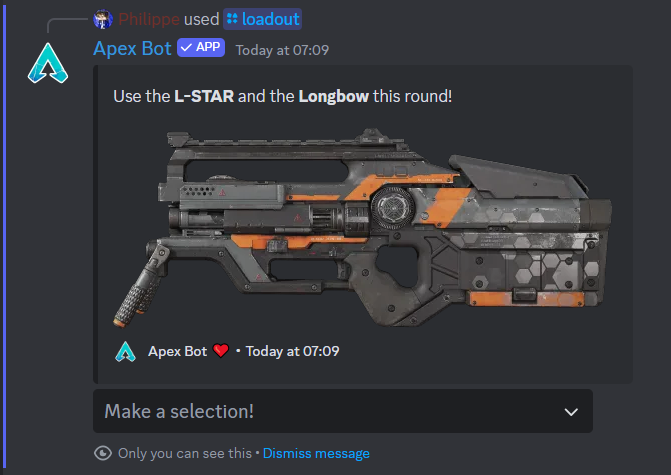 Philippe used loadout
Apex Bot ✓ APP Today at 07:09
Use the L-STAR and the Longbow this round!
Apex Bot ❤️ • Today at 07:09
Make a selection!
Only you can see this • Dismiss message